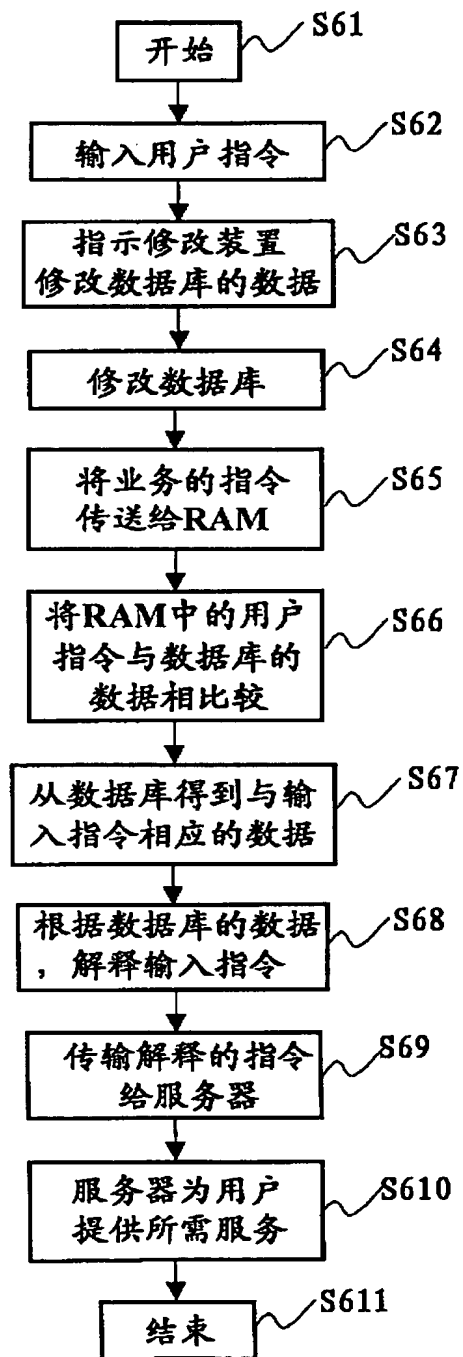 S61
开始
S62
输入用户指令
S63
指示修改装置
修改数据库的数据
S64
修改数据库
S65
将业务的指令
传送给RAM
S66
将RAM中的用户
指令与数据库的
数据相比较
S67
从数据库得到与输
入指令相应的数据
S68
根据数据库的数据
，解释输入指令
S69
传输解释的指令
给服务器
S610
服务器为用户
提供所需服务
S611
结束